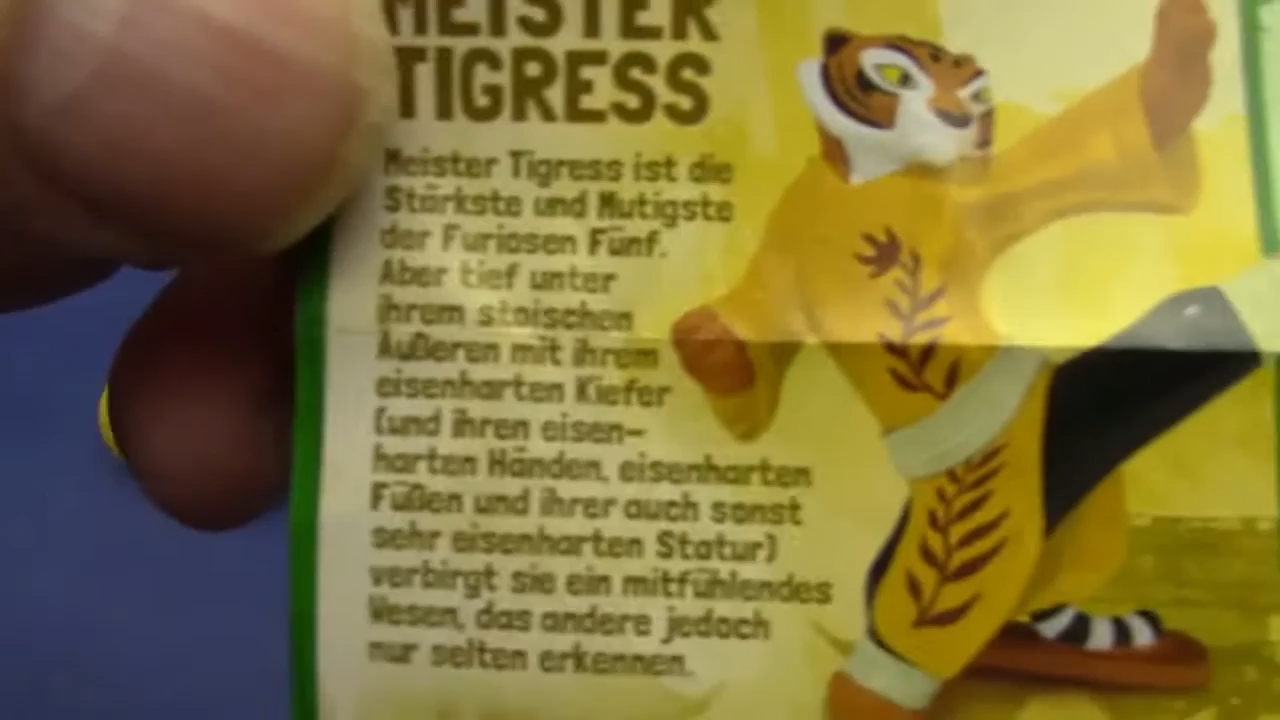 MEISTER
TIGRESS
Meister Tigress ist die
Stärkste und Mutigste
der Furiosen Fünf.
Aber tief unter
ihrem stoischen
Äußeren mit ihrem
eisenharten Kiefer
(und ihren eisen-
harten Händen, eisenharten
Füßen und ihrer auch sonst
sehr eisenharten Statur)
verbirgt sie ein mitfühlendes
Wesen, das andere jedoch
nur selten erkennen.